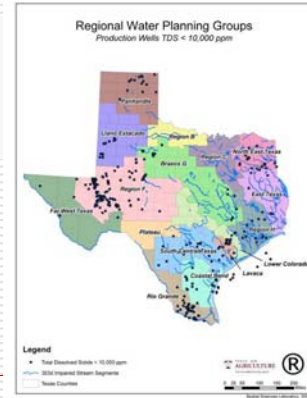 Regional Water Planning Groups
Production Wells TDS < 10,000 ppm
Panhandle
Llano Estacado
Region B
Region C
North East Texas
Brazos G
East Texas
Region F
Far West Texas
Region H
Plateau
Lower Colorado
South Central Texas
Lavaca
Coastal Bend
Rio Grande
Legend
Total Dissolved Solids < 10,000 ppm
303d Impaired Stream Segments
Texas Counties
AGRICULTURE
®